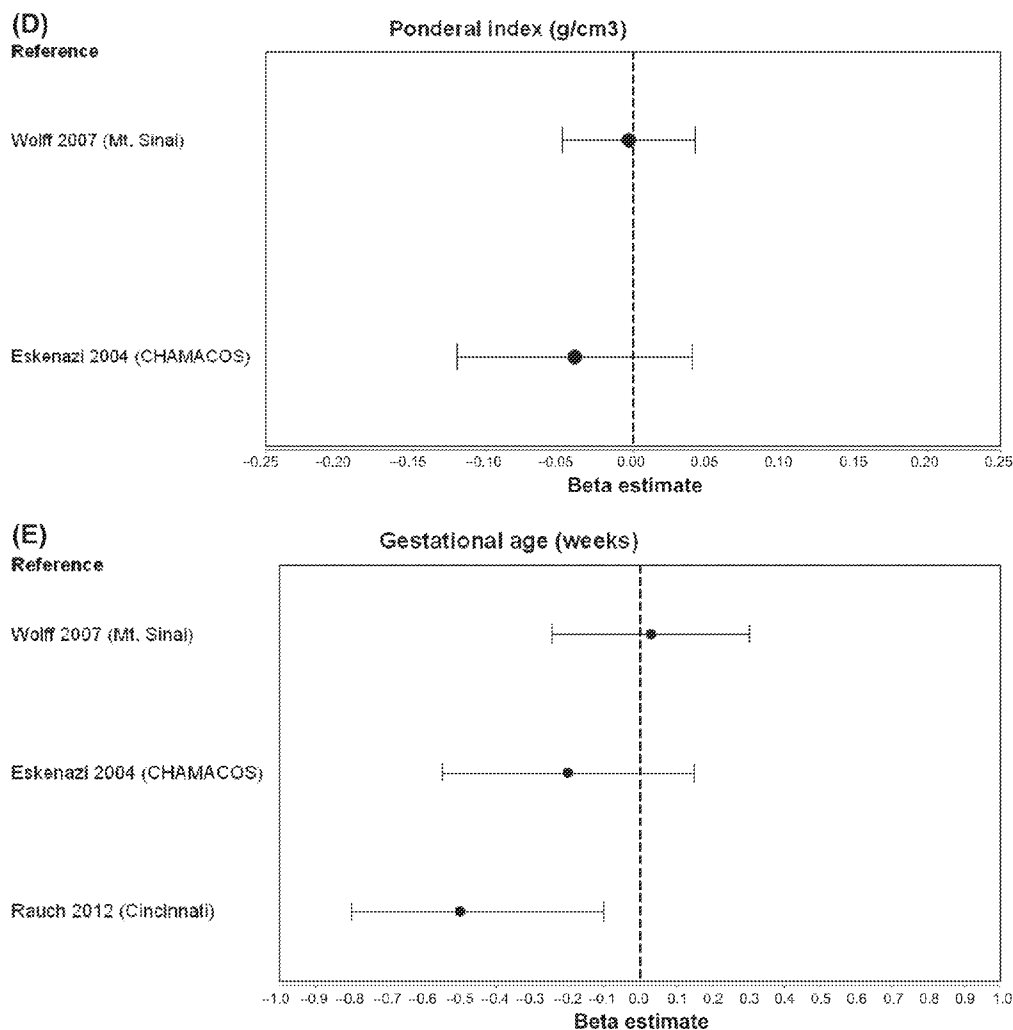 (D)
Ponderal index (g/cm3)
Reference
Wolff 2007 (Mt. Sinai)
Eskenazi 2004 (CHAMACOS)
-0.25 -0.20 -0.15 -0.10 -0.05 0.00 0.05 0.10 0.15 0.20 0.25
Beta estimate
(E)
Gestational age (weeks)
Reference
Wolff 2007 (Mt. Sinai)
Eskenazi 2004 (CHAMACOS)
Rauch 2012 (Cincinnati)
-1.0 -0.9 -0.8 -0.7 -0.6 -0.5 -0.4 -0.3 -0.2 -0.1 0.0 0.1 0.2 0.3 0.4 0.5 0.6 0.7 0.8 0.9 1.0
Beta estimate